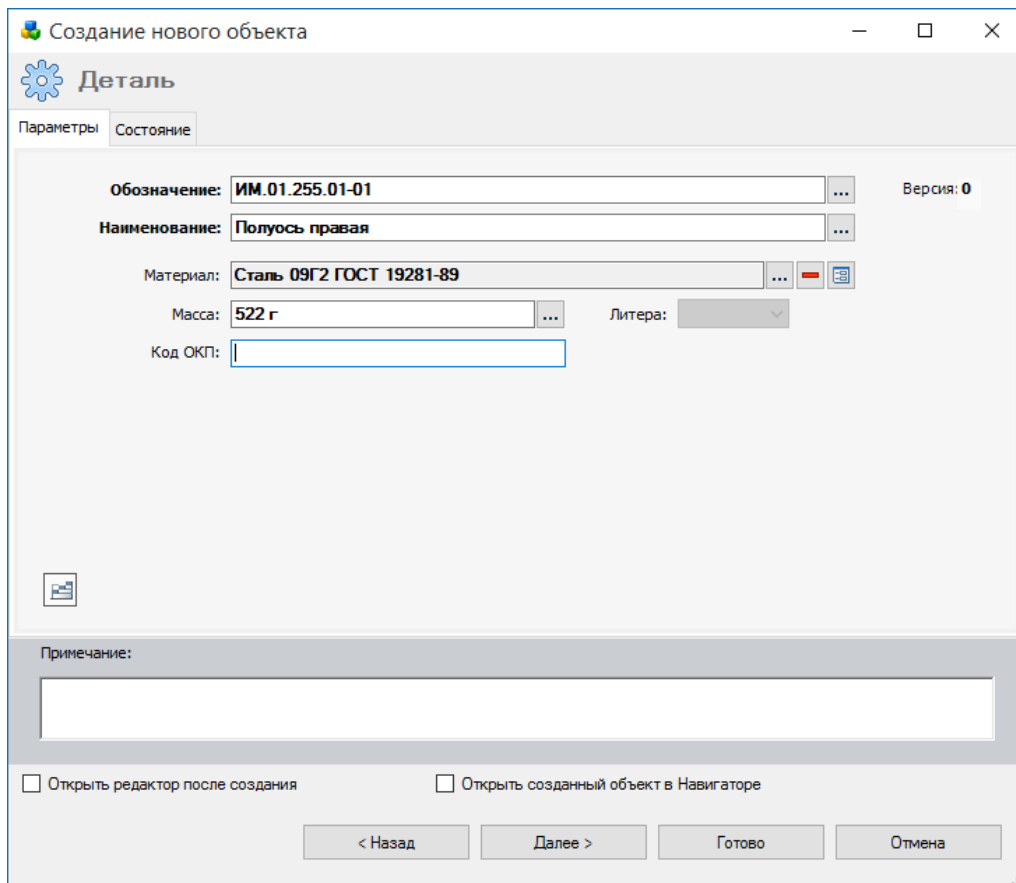 Создание нового объекта
Деталь
Параметры Состояние
Обозначение: ИМ.01.255.01-01 ... Версия: 0
Наименование: Полуось правая ...
Материал: Сталь 09Г2 ГОСТ 19281-89 ...
Масса: 522 г ... Литера:
Код ОКП:
Примечание:
Открыть редактор после создания Открыть созданный объект в Навигаторе
< Назад Далее > Готово Отмена